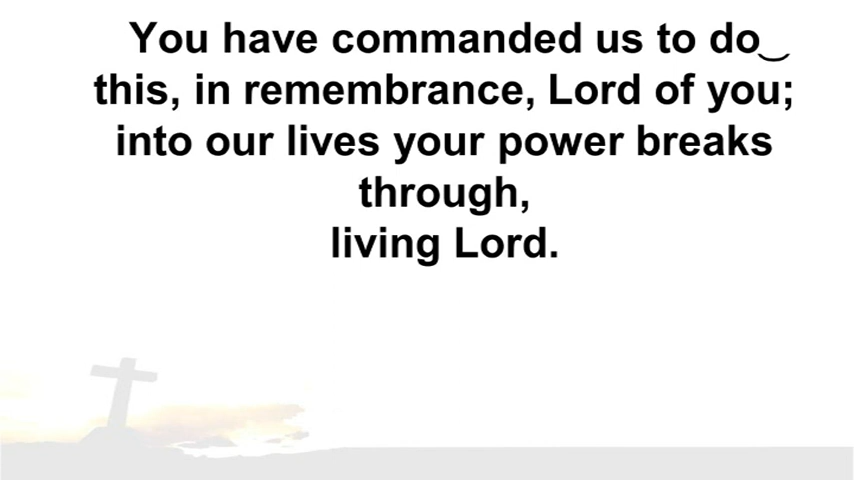 You have commanded us to do‿
this, in remembrance, Lord of you;
into our lives your power breaks
through,
living Lord.